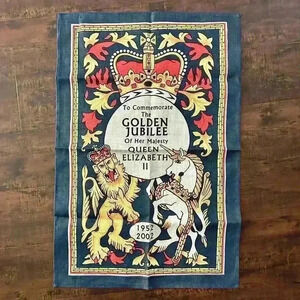 To Commemorate
The
GOLDEN
JUBILEE
Of Her Majesty
QUEEN
ELIZABETH
II
1952
2002